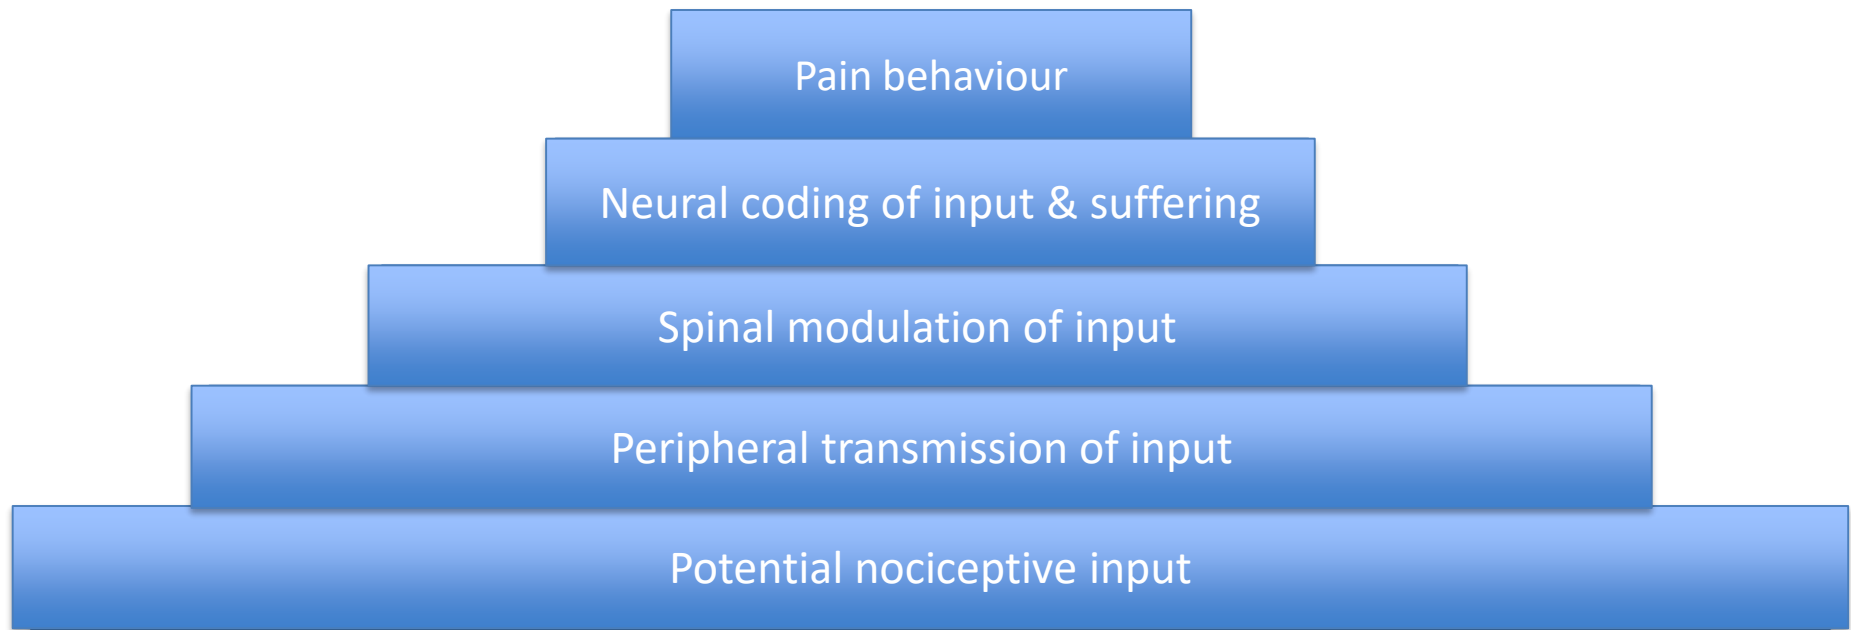 Pain behaviour
Neural coding of input & suffering
Spinal modulation of input
Peripheral transmission of input
Potential nociceptive input